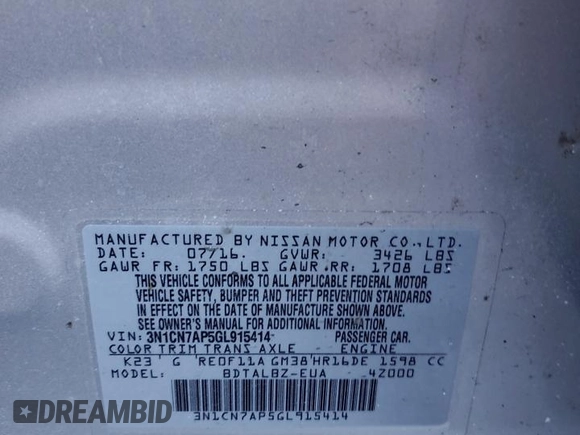 MANUFACTURED BY NISSAN MOTOR CO., LTD.
DATE: 07/16. GVWR: 3426 LBS
GAWR FR: 1750 LBS GAWR RR: 1708 LBS
THIS VEHICLE CONFORMS TO ALL APPLICABLE FEDERAL MOTOR
VEHICLE SAFETY, BUMPER AND THEFT PREVENTION STANDARDS
IN EFFECT ON THE DATE OF MANUFACTURE SHOWN ABOVE.
SEE OWNER'S MANUAL FOR ADDITIONAL INFORMATION.
VIN: 3N1CN7AP5GL915414 PASSENGER CAR.
COLOR TRIM TRANS AXLE ENGINE
K23 G RE0F11A GM38 HR16DE 1598 CC
MODEL: BDTALBZ-EUA 42000
3N1CN7AP5GL915414
DREAMBID.COM
DREAMBID.COM